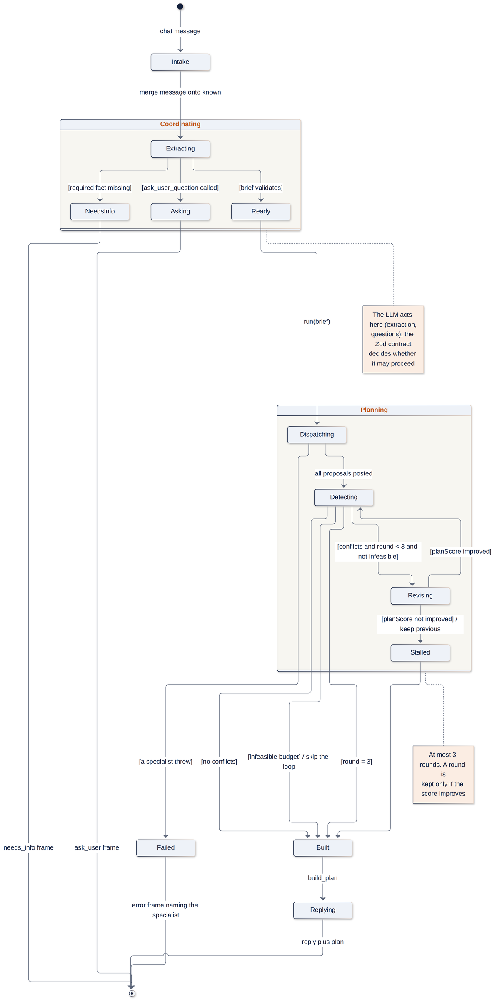 chat message
Intake
merge message onto known
Coordinating
Extracting
[required fact missing]
[ask_user_question called]
[brief validates]
NeedsInfo
Asking
Ready
run(brief)
The LLM acts
here (extraction,
questions); the
Zod contract
decides whether
it may proceed
Planning
Dispatching
all proposals posted
Detecting
[conflicts and round < 3 and
not infeasible]
[planScore improved]
Revising
[planScore not improved] /
keep previous
Stalled
[a specialist threw]
[no conflicts]
[infeasible budget] / skip the
loop
[round = 3]
At most 3
rounds. A round
is
kept only if the
score improves
needs_info frame
ask_user frame
Failed
Built
build_plan
error frame naming the
specialist
Replying
reply plus plan